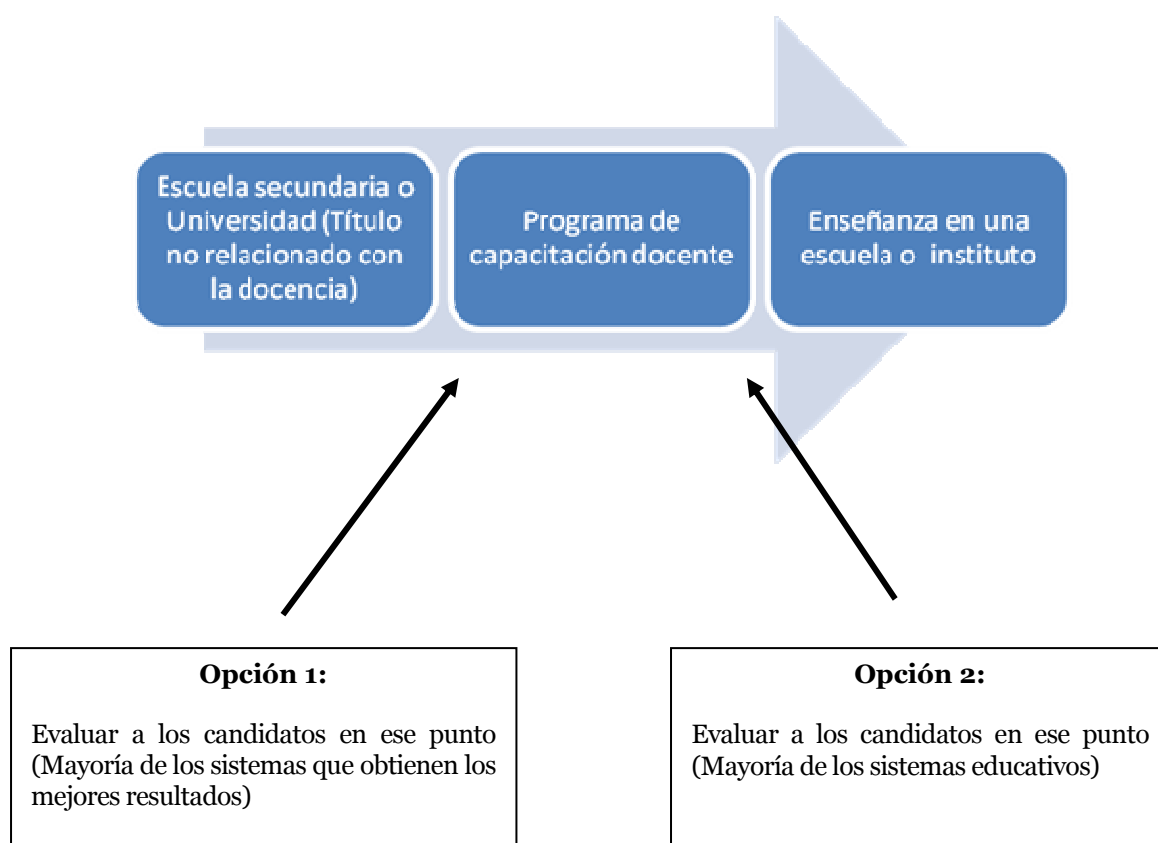 Escuela secundaria o
Universidad (Título
no relacionado con
la docencia)
Programa de
capacitación docente
Enseñanza en una
escuela o instituto
Opción 1:
Evaluar a los candidatos en ese punto
(Mayoría de los sistemas que obtienen los
mejores resultados)
Opción 2:
Evaluar a los candidatos en ese punto
(Mayoría de los sistemas educativos)